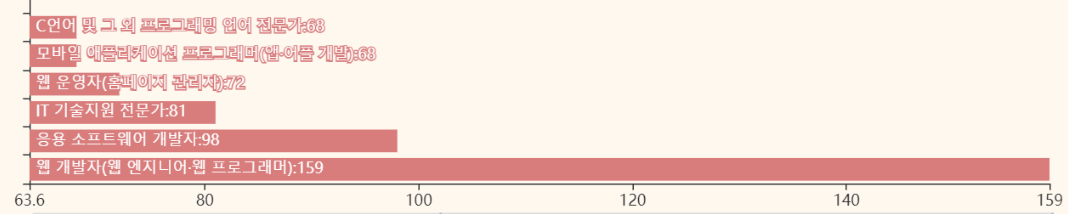 C언어 및 그 외 프로그래밍 언어 전문가:68
모바일 애플리케이션 프로그래머(앱·어플 개발):68
웹 운영자(홈페이지 관리자):72
IT 기술지원 전문가:81
응용 소프트웨어 개발자:98
웹 개발자(웹 엔지니어·웹 프로그래머):159
63.6 80 100 120 140 159